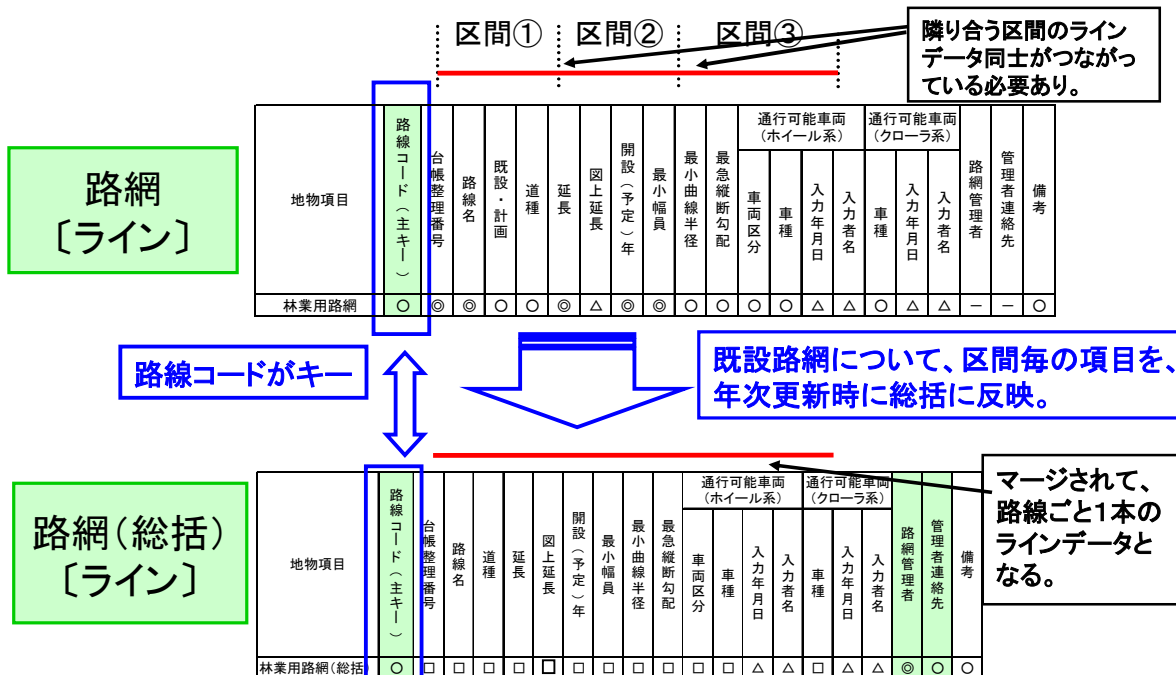 区間①　区間②　区間③
隣り合う区間のライン
データ同士がつながっ
ている必要あり。
路網
〔ライン〕
地物項目
路線コード（主キー）
台帳整理番号
路線名
既設・計画
道種
延長
図上延長
開設（予定）年
最小幅員
最小曲線半径
最急縦断勾配
通行可能車両
（ホイール系）
車両区分
車種
入力年月日
入力者名
通行可能車両
（クローラ系）
車種
入力年月日
入力者名
路網管理者
管理者連絡先
備考
林業用路網 ○ ◎ ◎ ○ ○ ◎ △ ◎ ◎ ○ ○ ○ ○ △ △ ○ △ △ － － ○
路線コードがキー
既設路網について、区間毎の項目を、
年次更新時に総括に反映。
路網（総括）
〔ライン〕
地物項目
路線コード（主キー）
台帳整理番号
路線名
道種
延長
図上延長
開設（予定）年
最小幅員
最小曲線半径
最急縦断勾配
通行可能車両
（ホイール系）
車両区分
車種
入力年月日
入力者名
通行可能車両
（クローラ系）
車種
入力年月日
入力者名
路網管理者
管理者連絡先
備考
林業用路網(総括) ○ □ □ □ □ □ □ □ □ □ □ □ △ △ □ △ △ ◎ ○ ○
マージされて、
路線ごと1本の
ラインデータと
なる。